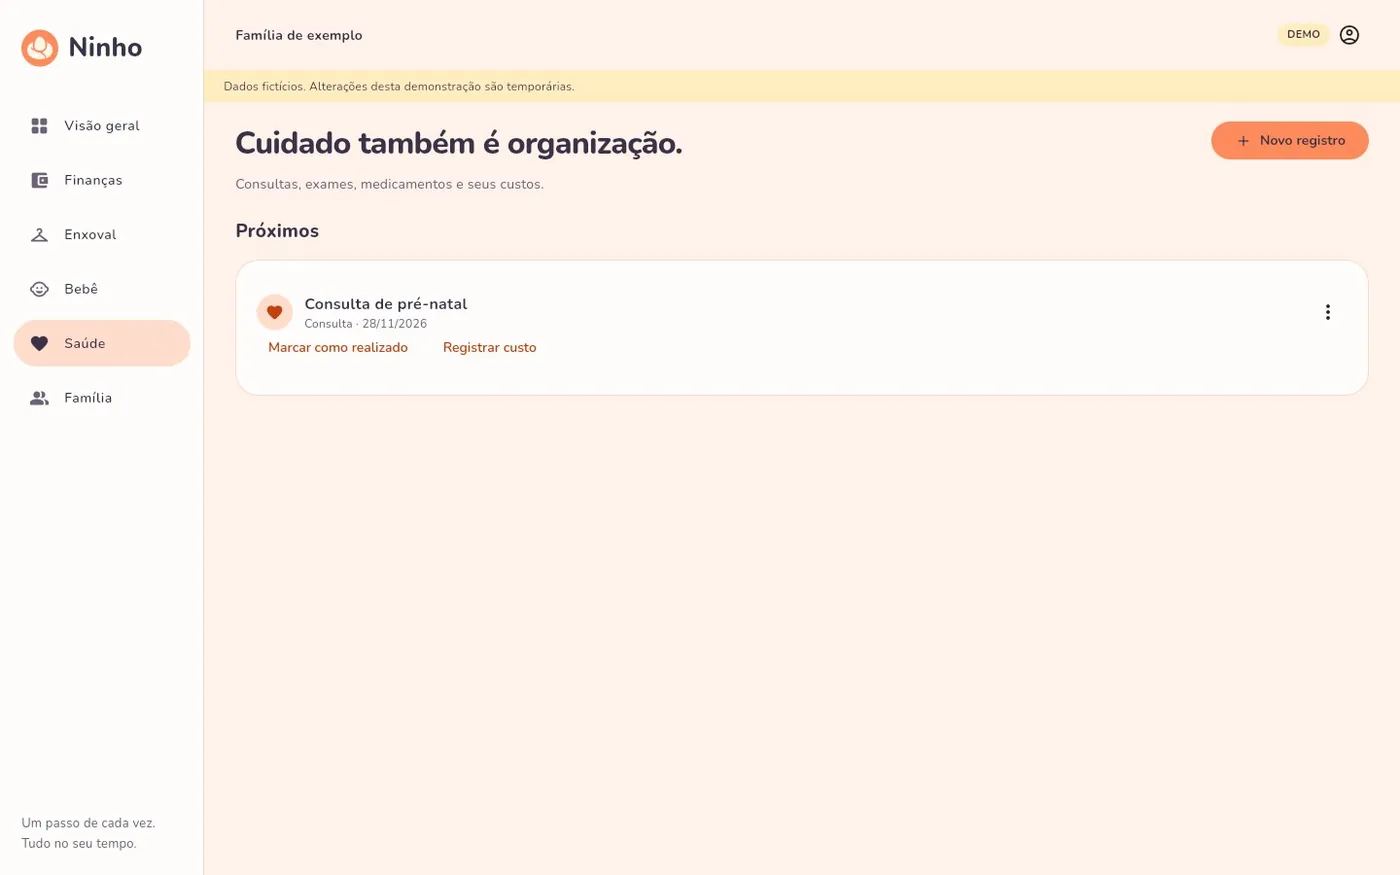 Ninho
Visão geral
Finanças
Enxoval
Bebê
Saúde
Família
Um passo de cada vez.
Tudo no seu tempo.
Família de exemplo
DEMO
Dados fictícios. Alterações desta demonstração são temporárias.
Cuidado também é organização.
Novo registro
Consultas, exames, medicamentos e seus custos.
Próximos
Consulta de pré-natal
Consulta · 28/11/2026
Marcar como realizado
Registrar custo